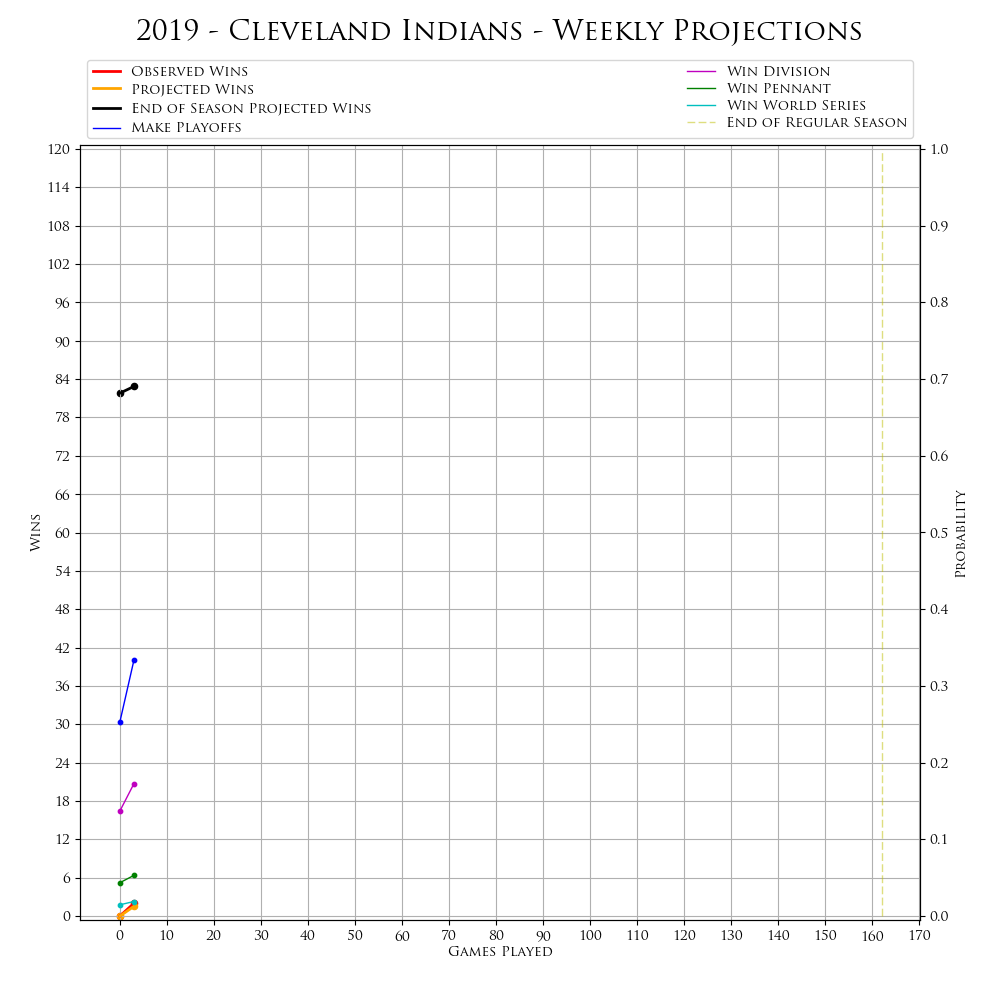 2019 - Cleveland Indians - Weekly Projections
Observed Wins
Projected Wins
End of Season Projected Wins
Make Playoffs
Win Division
Win Pennant
Win World Series
End of Regular Season
120
114
108
102
96
90
84
78
72
66
60
54
48
42
36
30
24
18
12
6
0
Wins
1.0
0.9
0.8
0.7
0.6
0.5
0.4
0.3
0.2
0.1
0.0
Probability
0 10 20 30 40 50 60 70 80 90 100 110 120 130 140 150 160 170
Games Played